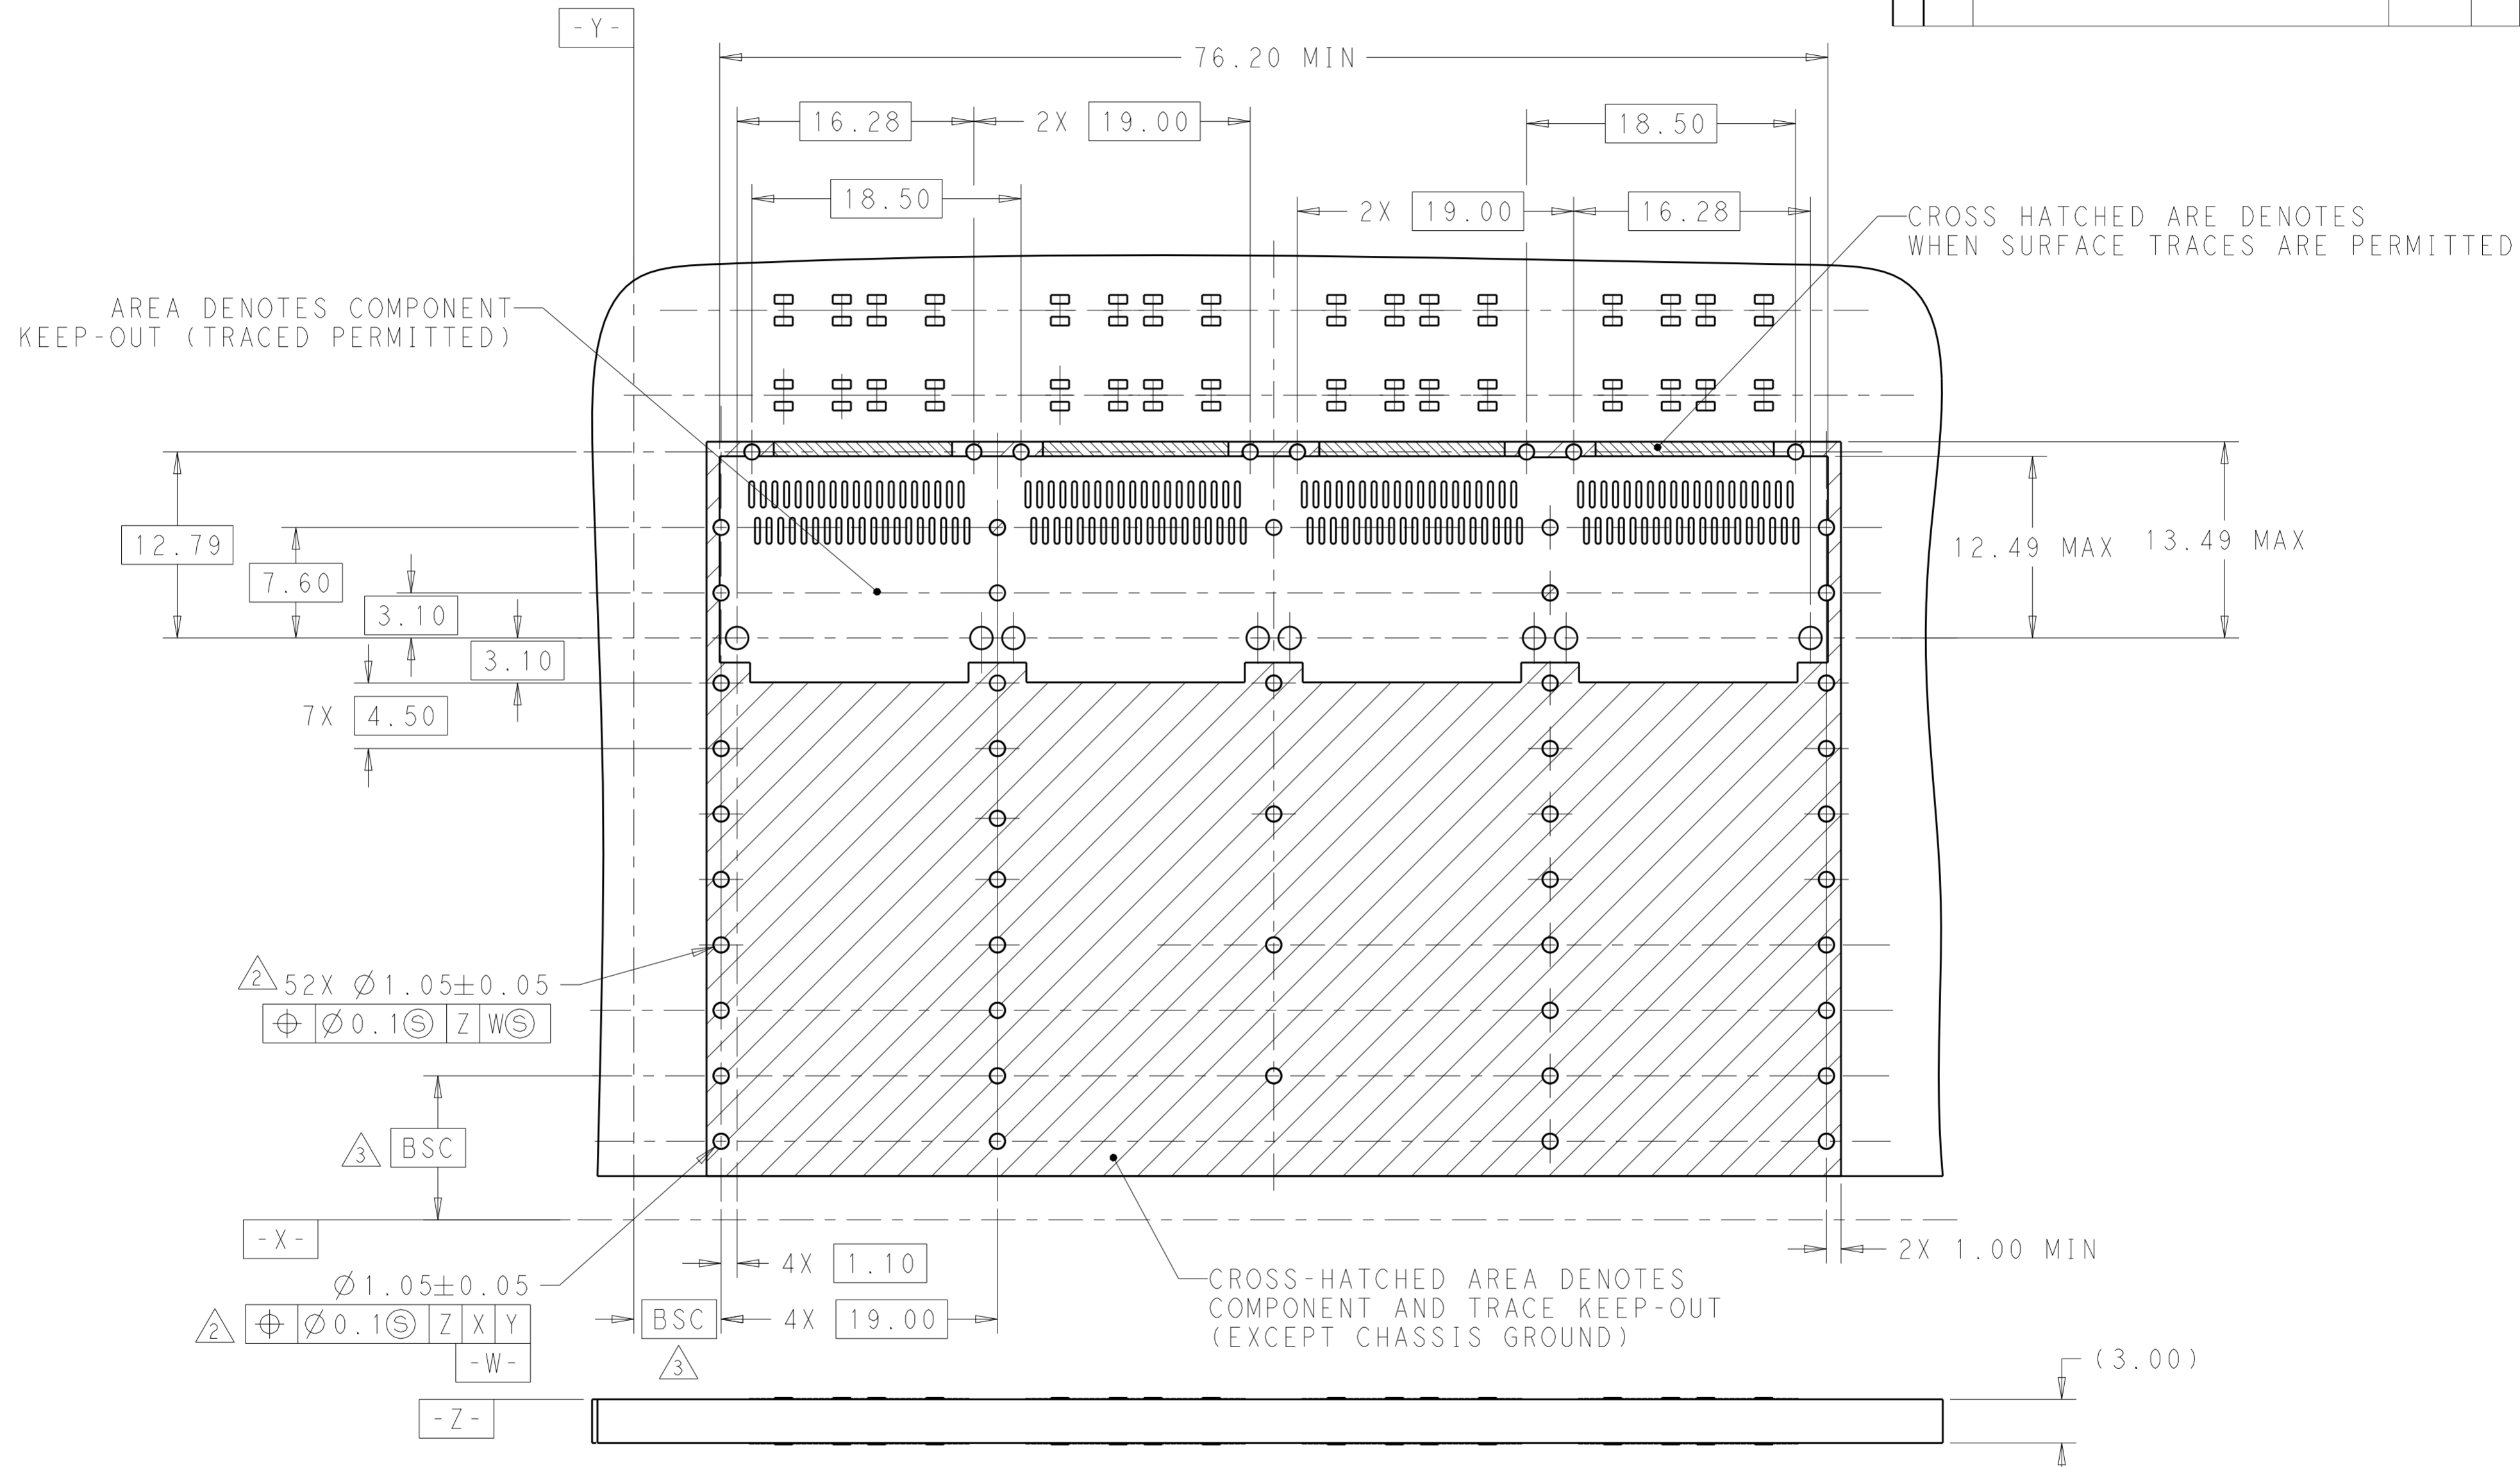 -Y-
76.20 MIN
16.28
2X 19.00
18.50
18.50
2X 19.00
16.28
CROSS HATCHED ARE DENOTES
WHEN SURFACE TRACES ARE PERMITTED
AREA DENOTES COMPONENT
KEEP-OUT (TRACED PERMITTED)
12.79
7.60
3.10
3.10
7X 4.50
12.49 MAX
13.49 MAX
2 52X Ø1.05±0.05
⌖ Ø0.1Ⓢ Z WⓈ
3 BSC
-X-
Ø1.05±0.05
2 ⌖ Ø0.1Ⓢ Z X Y
-W-
4X 1.10
BSC 4X 19.00
3
2X 1.00 MIN
CROSS-HATCHED AREA DENOTES
COMPONENT AND TRACE KEEP-OUT
(EXCEPT CHASSIS GROUND)
-Z-
(3.00)